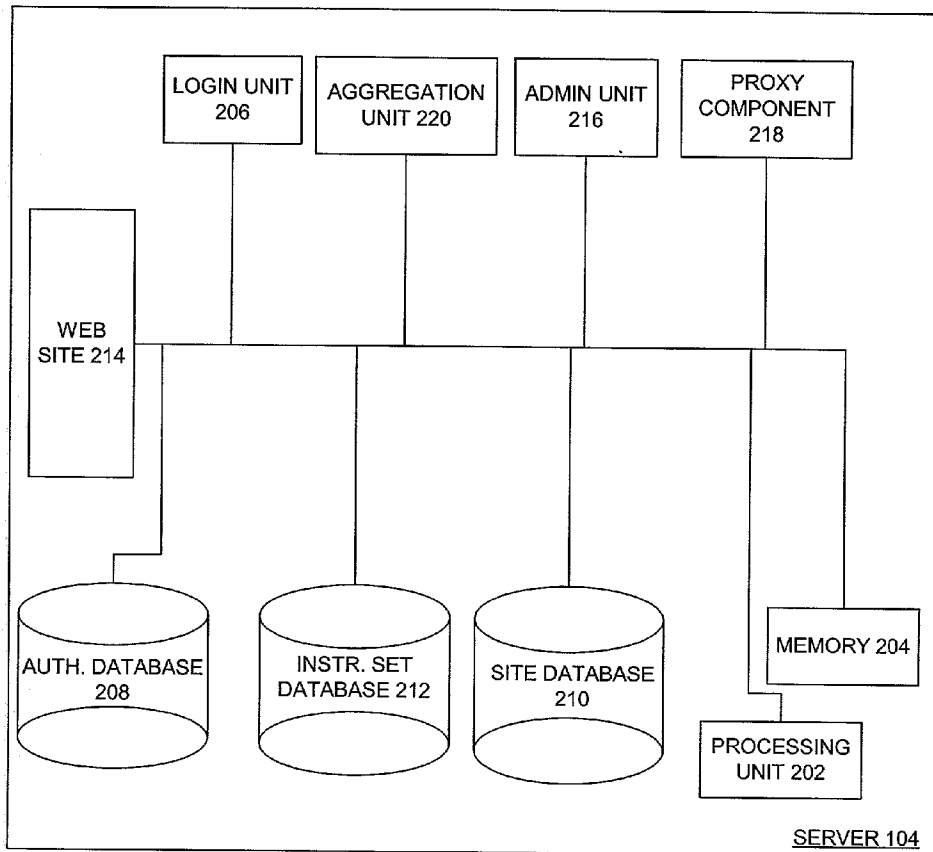 LOGIN UNIT
206
AGGREGATION
UNIT 220
ADMIN UNIT
216
PROXY
COMPONENT
218
WEB
SITE 214
AUTH. DATABASE
208
INSTR. SET
DATABASE 212
SITE DATABASE
210
MEMORY 204
PROCESSING
UNIT 202
SERVER 104